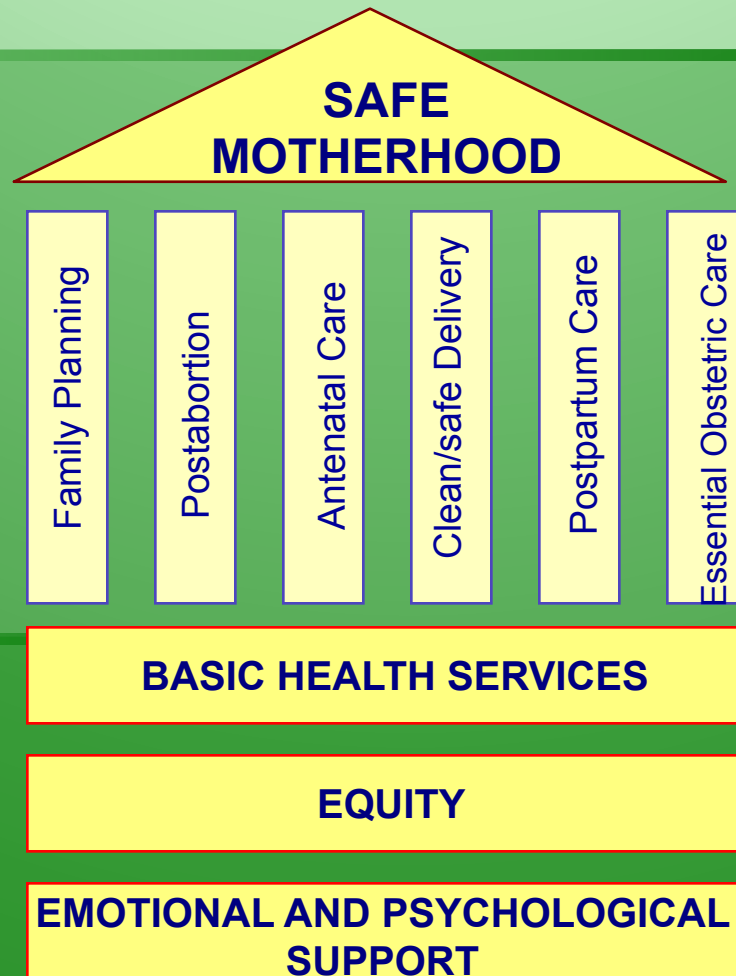 SAFE
MOTHERHOOD
Family Planning
Postabortion
Antenatal Care
Clean/safe Delivery
Postpartum Care
Essential Obstetric Care
BASIC HEALTH SERVICES
EQUITY
EMOTIONAL AND PSYCHOLOGICAL
SUPPORT